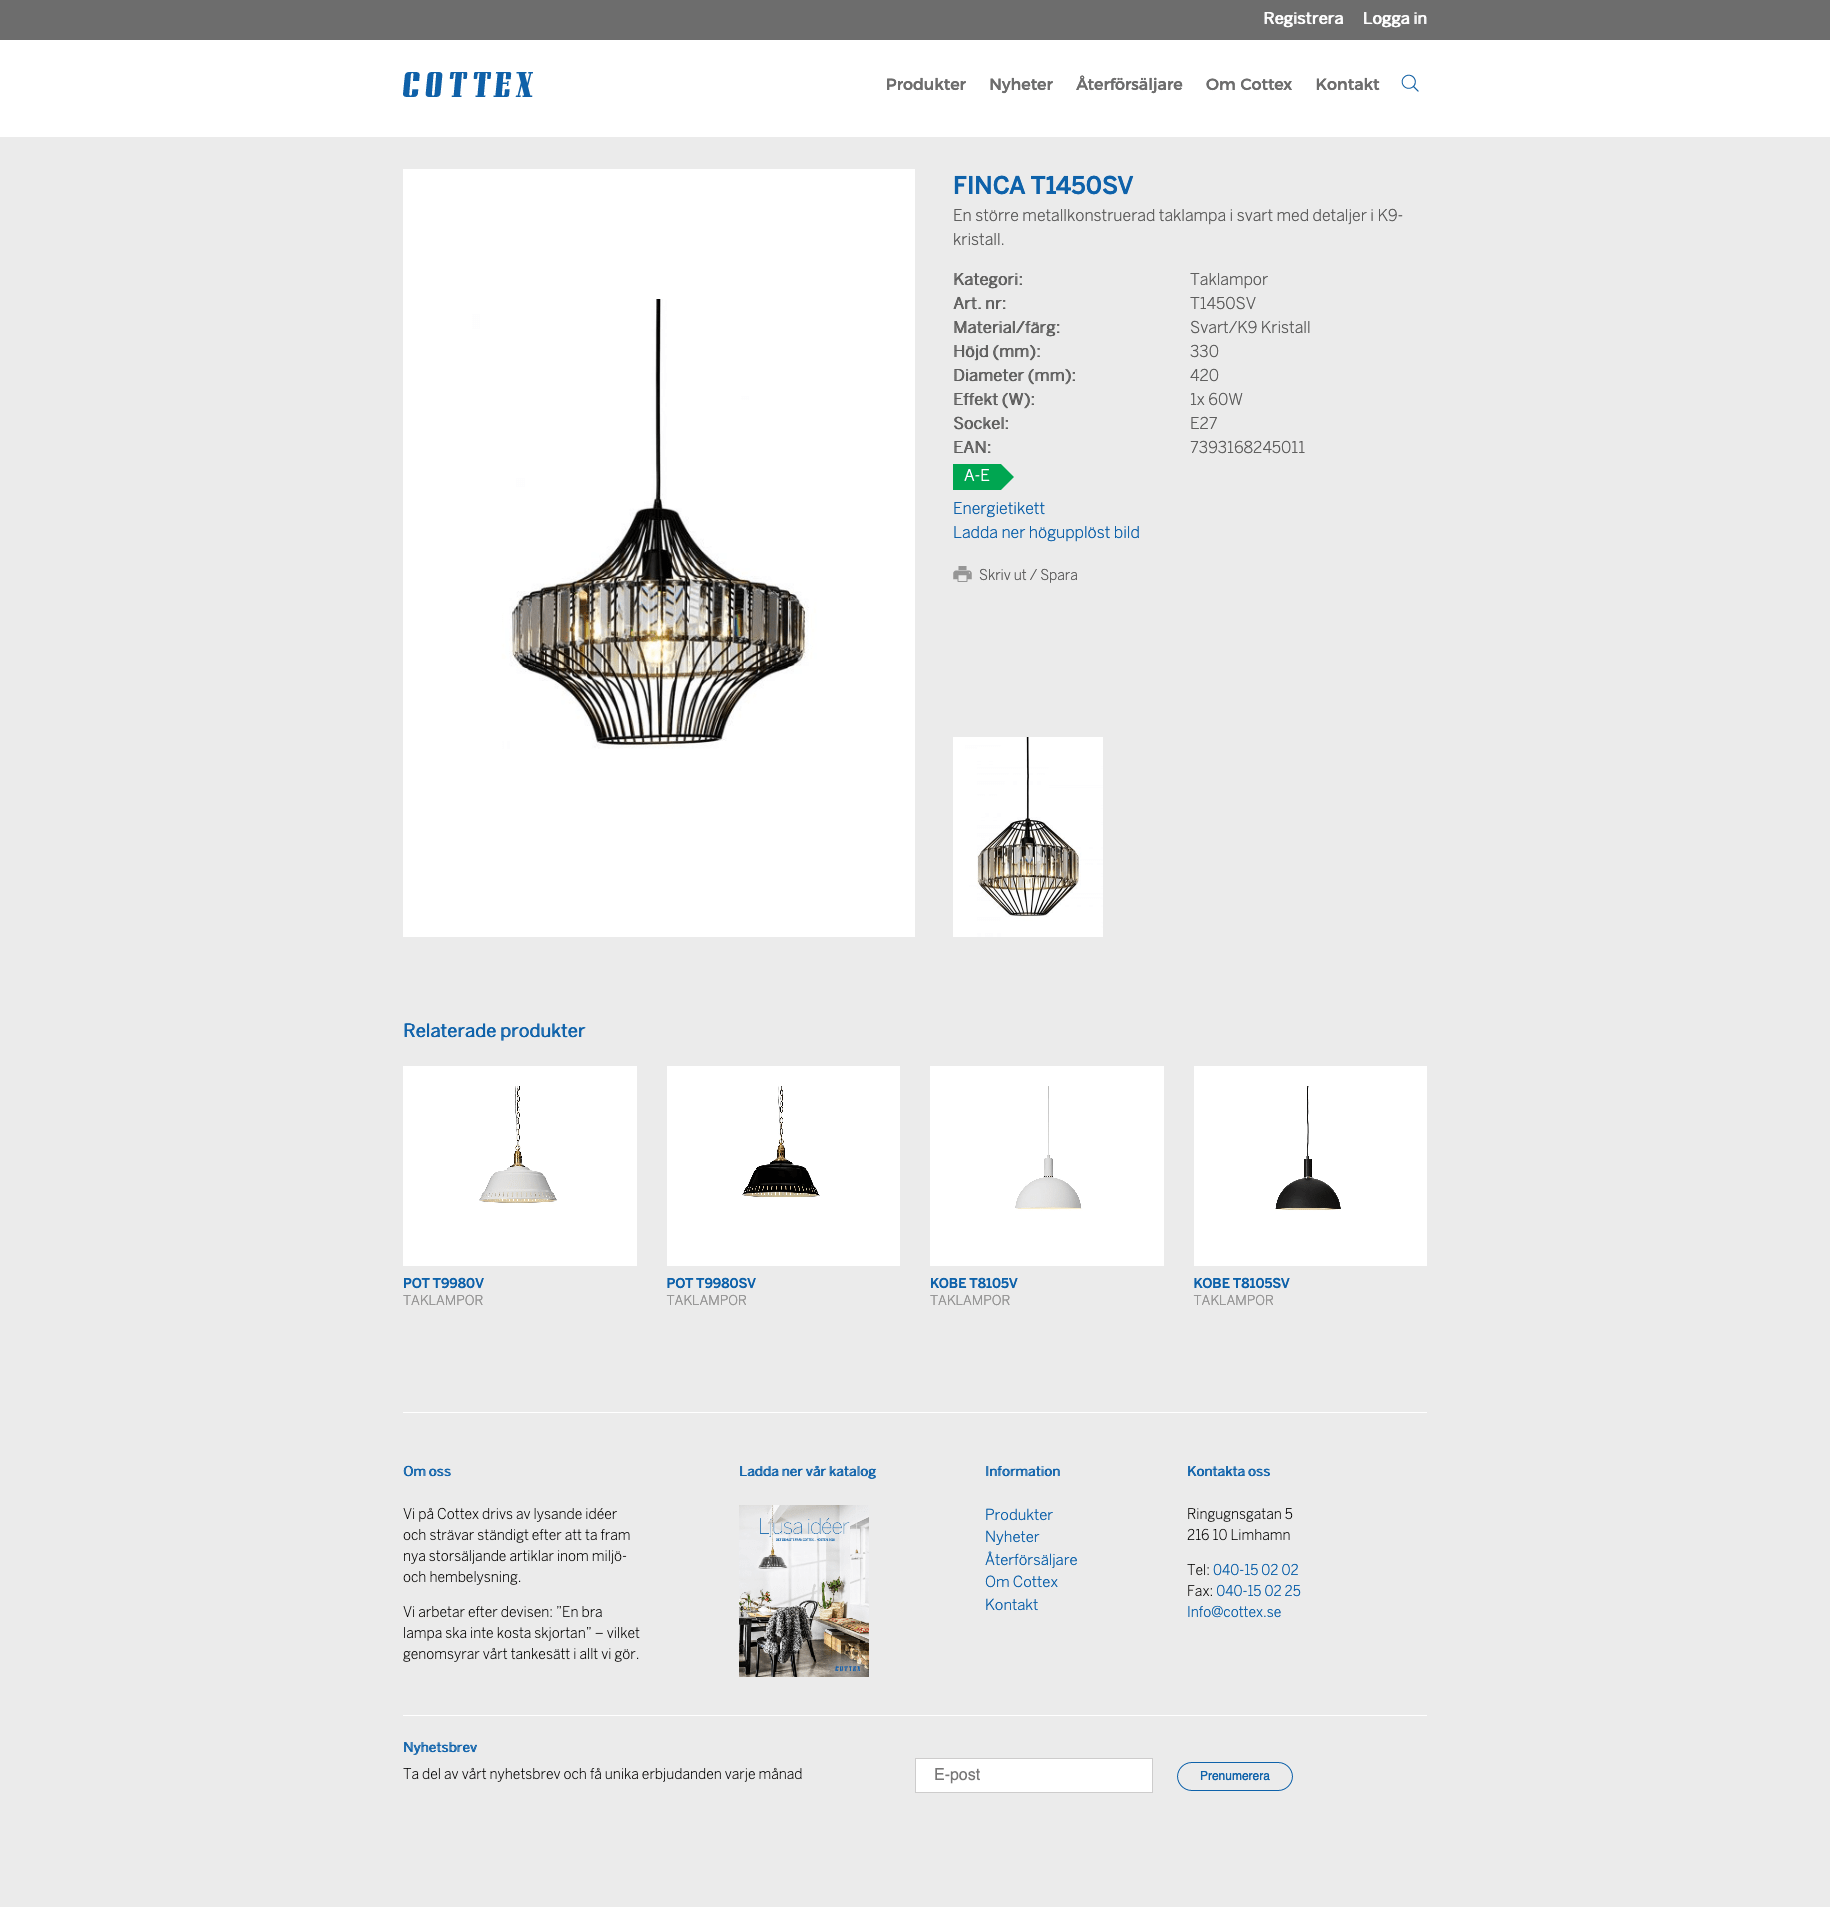 Registrera Logga in
COTTEX
Produkter Nyheter Återförsäljare Om Cottex Kontakt
FINCA T1450SV
En större metallkonstruerad taklampa i svart med detaljer i K9-
kristall.
Kategori: Taklampor
Art. nr: T1450SV
Material/färg: Svart/K9 Kristall
Höjd (mm): 330
Diameter (mm): 420
Effekt (W): 1x 60W
Sockel: E27
EAN: 7393168245011
A-E
Energietikett
Ladda ner högupplöst bild
Skriv ut / Spara
Relaterade produkter
POT T9980V
TAKLAMPOR
POT T9980SV
TAKLAMPOR
KOBE T8105V
TAKLAMPOR
KOBE T8105SV
TAKLAMPOR
Om oss
Vi på Cottex drivs av lysande idéer
och strävar ständigt efter att ta fram
nya storsäljande artiklar inom miljö-
och hembelysning.
Vi arbetar efter devisen: ”En bra
lampa ska inte kosta skjortan” – vilket
genomsyrar vårt tankesätt i allt vi gör.
Ladda ner vår katalog
Ljusa idéer
COTTEX
Information
Produkter
Nyheter
Återförsäljare
Om Cottex
Kontakt
Kontakta oss
Ringugnsgatan 5
216 10 Limhamn
Tel: 040-15 02 02
Fax: 040-15 02 25
Info@cottex.se
Nyhetsbrev
Ta del av vårt nyhetsbrev och få unika erbjudanden varje månad
E-post
Prenumerera